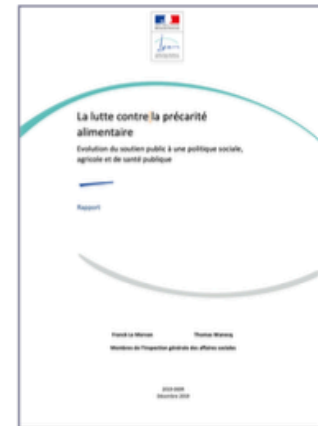 La lutte contre la précarité
alimentaire
Evolution du soutien public à une politique sociale,
agricole et de santé publique
Rapport
Franck Le Morvan Thomas Wanecq
Membres de l'Inspection générale des affaires sociales
Décembre 2019